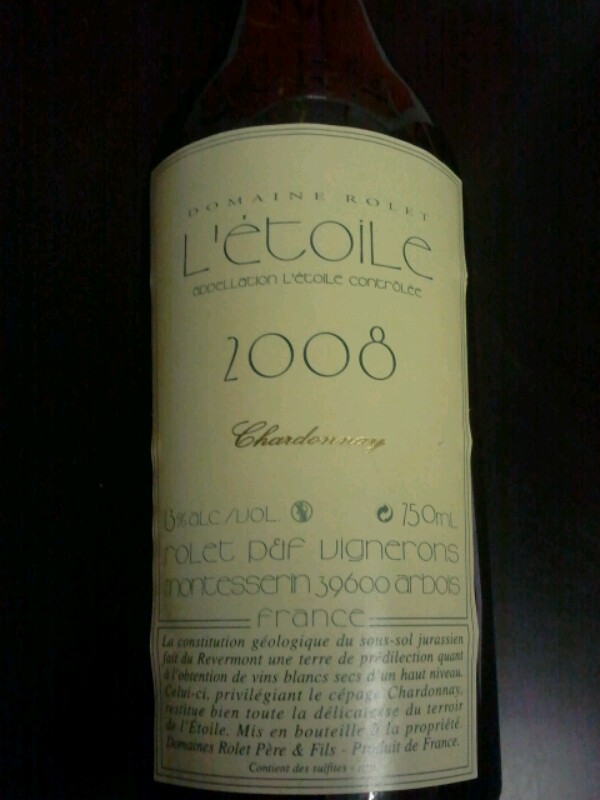 DOMAINE ROLET
L'étoile
appellation l'étoile contrôlée
2008
Chardonnay
13% alc/vol. 750ml
rolet p&f vignerons
montesserin 39600 arbois
france
La constitution géologique du sous-sol jurassien
fait du Revermont une terre de prédilection quant
à l'obtention de vins blancs secs d'un haut niveau.
Celui-ci, privilégiant le cépage Chardonnay,
restitue bien toute la délicatesse du terroir
de l'Étoile. Mis en bouteille à la propriété.
Domaines Rolet Père & Fils - Produit de France.
Contient des sulfites -